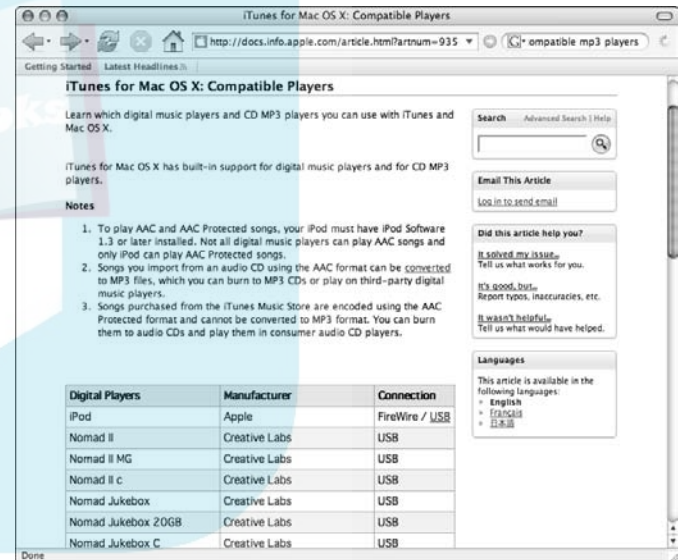 iTunes for Mac OS X: Compatible Players
http://docs.info.apple.com/article.html?artnum=935
ompatible mp3 players
Getting Started Latest Headlines
iTunes for Mac OS X: Compatible Players
Learn which digital music players and CD MP3 players you can use with iTunes and
Mac OS X.
iTunes for Mac OS X has built-in support for digital music players and for CD MP3
players.
Notes
1. To play AAC and AAC Protected songs, your iPod must have iPod Software
1.3 or later installed. Not all digital music players can play AAC songs and
only iPod can play AAC Protected songs.
2. Songs you import from an audio CD using the AAC format can be converted
to MP3 files, which you can burn to MP3 CDs or play on third-party digital
music players.
3. Songs purchased from the iTunes Music Store are encoded using the AAC
Protected format and cannot be converted to MP3 format. You can burn
them to audio CDs and play them in consumer audio CD players.
Digital Players Manufacturer Connection
iPod Apple FireWire / USB
Nomad II Creative Labs USB
Nomad II MG Creative Labs USB
Nomad II c Creative Labs USB
Nomad Jukebox Creative Labs USB
Nomad Jukebox 20GB Creative Labs USB
Nomad Jukebox C Creative Labs USB
Search Advanced Search | Help
Email This Article
Log in to send email
Did this article help you?
It solved my issue...
Tell us what works for you.
It's good, but...
Report typos, inaccuracies, etc.
It wasn't helpful...
Tell us what would have helped.
Languages
This article is available in the
following languages:
English
Français
日本語
Done